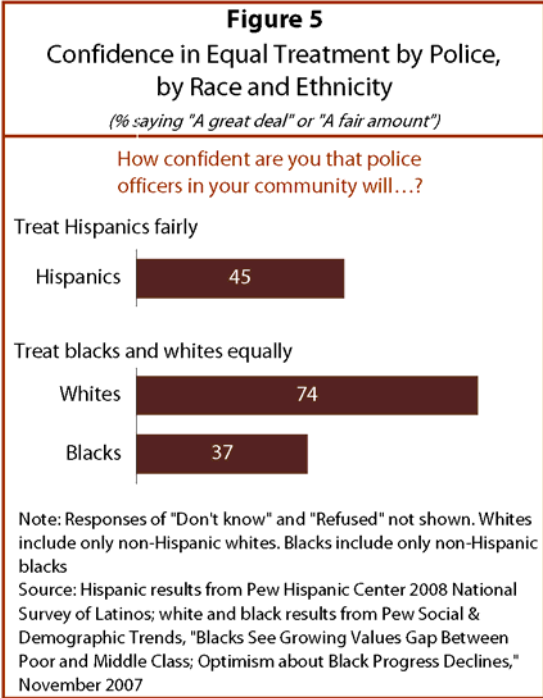 Figure 5
Confidence in Equal Treatment by Police,
by Race and Ethnicity
(% saying "A great deal" or "A fair amount")
How confident are you that police
officers in your community will…?
Treat Hispanics fairly
Hispanics 45
Treat blacks and whites equally
Whites 74
Blacks 37
Note: Responses of "Don't know" and "Refused" not shown. Whites
include only non-Hispanic whites. Blacks include only non-Hispanic
blacks
Source: Hispanic results from Pew Hispanic Center 2008 National
Survey of Latinos; white and black results from Pew Social &
Demographic Trends, "Blacks See Growing Values Gap Between
Poor and Middle Class; Optimism about Black Progress Declines,"
November 2007